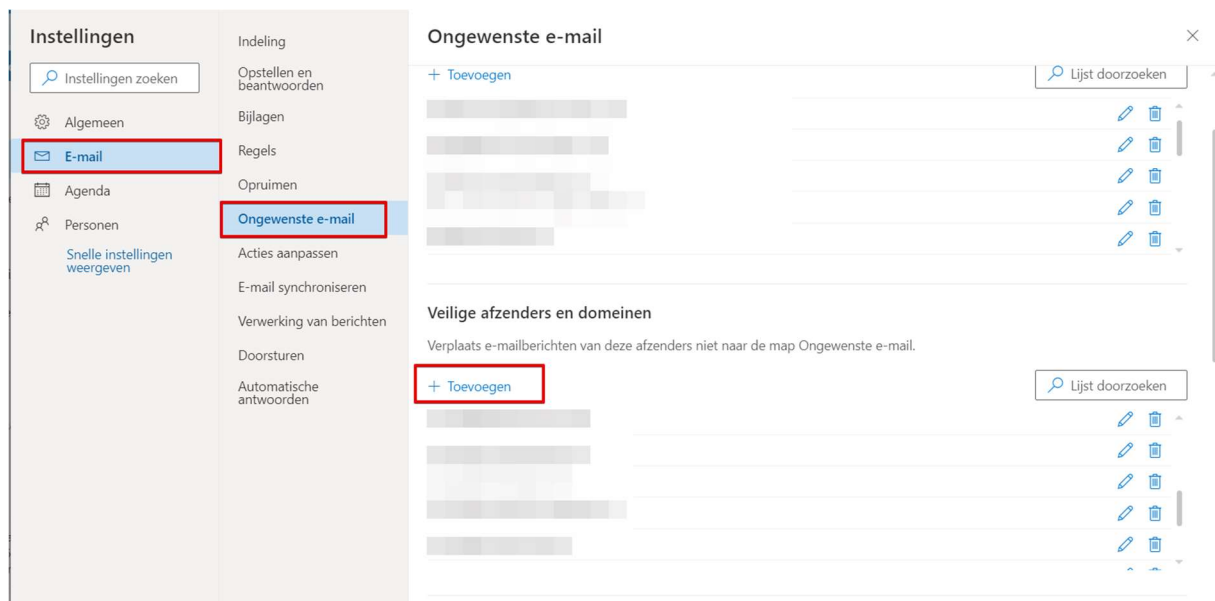 Instellingen
Instellingen zoeken
Algemeen
E-mail
Agenda
Personen
Snelle instellingen
weergeven
Indeling
Opstellen en
beantwoorden
Bijlagen
Regels
Opruimen
Ongewenste e-mail
Acties aanpassen
E-mail synchroniseren
Verwerking van berichten
Doorsturen
Automatische
antwoorden
Ongewenste e-mail
+ Toevoegen
Lijst doorzoeken
Veilige afzenders en domeinen
Verplaats e-mailberichten van deze afzenders niet naar de map Ongewenste e-mail.
+ Toevoegen
Lijst doorzoeken